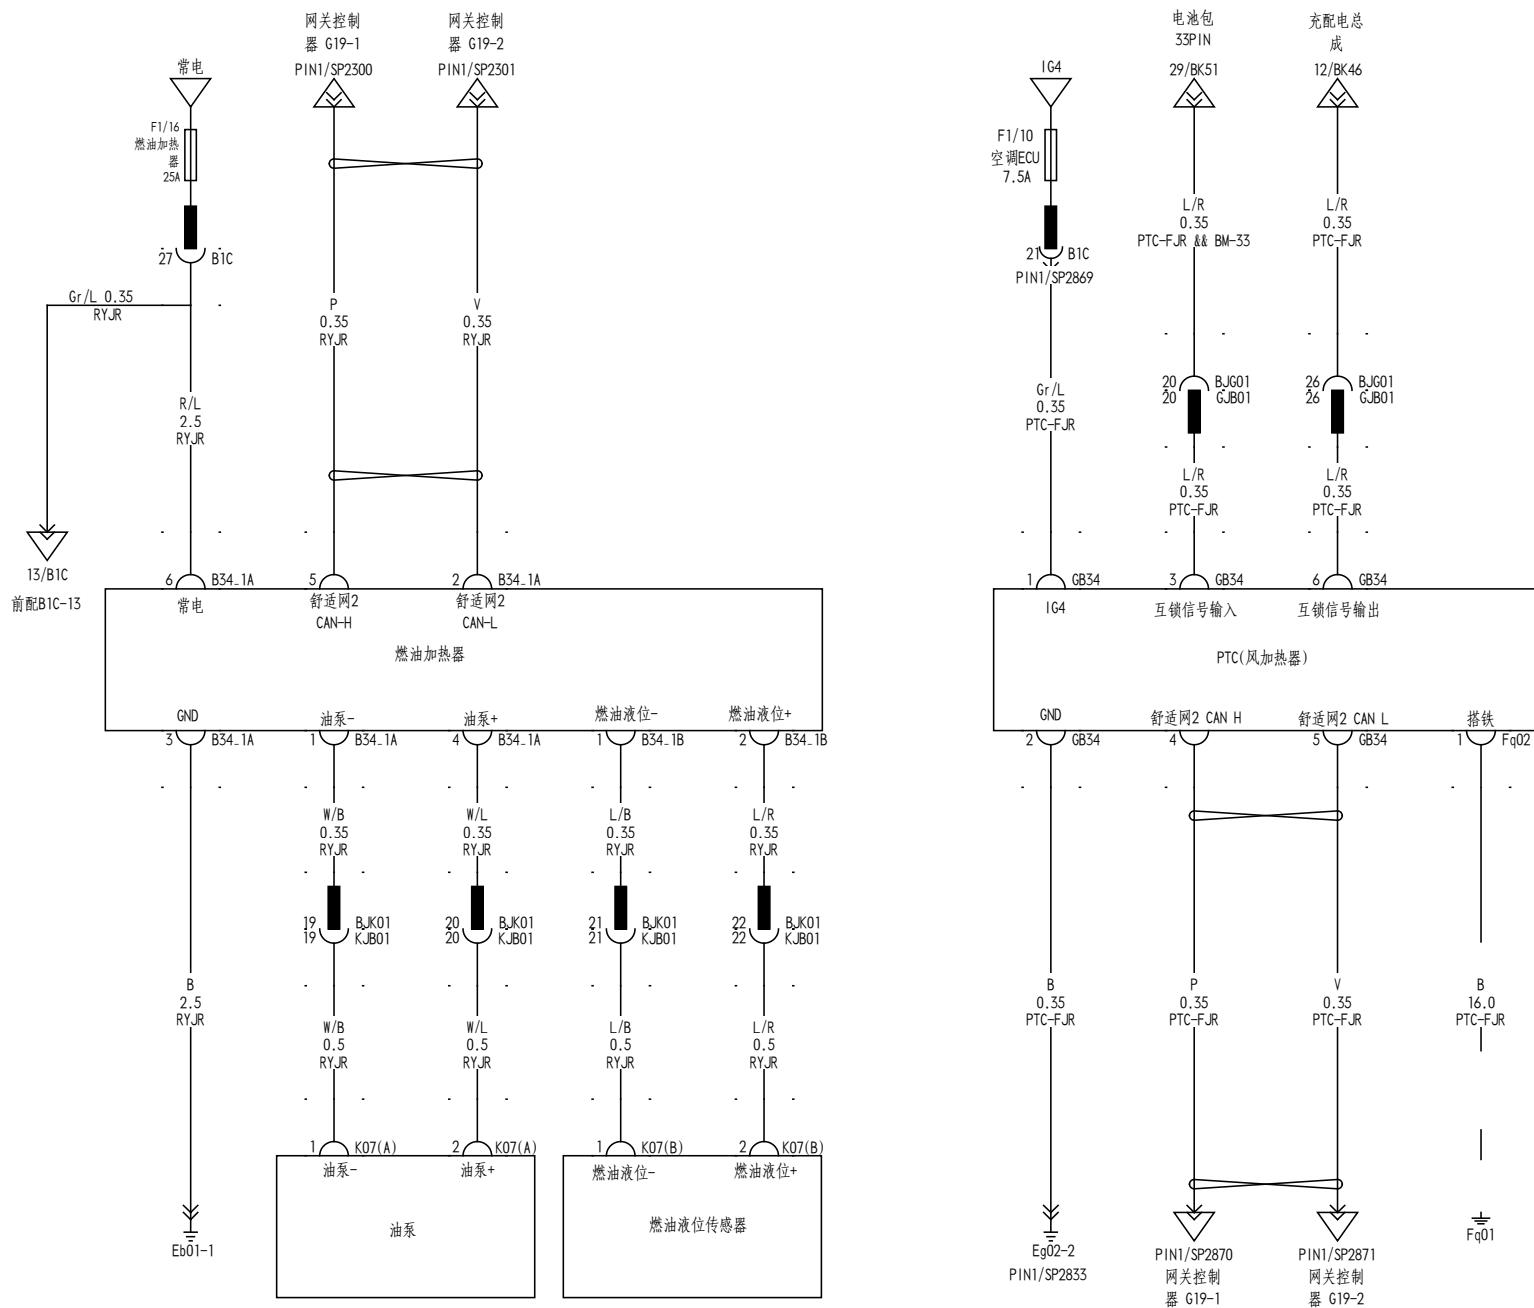 网关控制
器 G19-1
PIN1/SP2300
网关控制
器 G19-2
PIN1/SP2301
电池包
33PIN
29/BK51
充配电总
成
12/BK46
常电
IG4
F1/16
燃油加热
器
25A
F1/10
空调ECU
7.5A
27
B1C
21
B1C
PIN1/SP2869
L/R
0.35
PTC-FJR && BM-33
L/R
0.35
PTC-FJR
Gr/L 0.35
RYJR
P
0.35
RYJR
V
0.35
RYJR
R/L
2.5
RYJR
Gr/L
0.35
PTC-FJR
20
BJG01
20
GJB01
26
BJG01
26
GJB01
L/R
0.35
PTC-FJR
L/R
0.35
PTC-FJR
13/B1C
前配B1C-13
6
B34_1A
5
2
B34_1A
1
GB34
3
GB34
6
GB34
常电
舒适网2
CAN-H
舒适网2
CAN-L
燃油加热器
IG4
互锁信号输入
互锁信号输出
PTC(风加热器)
GND
油泵-
油泵+
燃油液位-
燃油液位+
GND
舒适网2 CAN H
舒适网2 CAN L
搭铁
3
B34_1A
1
B34_1A
4
B34_1A
1
B34_1B
2
B34_1B
2
GB34
4
5
GB34
1
Fq02
W/B
0.35
RYJR
W/L
0.35
RYJR
L/B
0.35
RYJR
L/R
0.35
RYJR
19
BJK01
19
KJB01
20
BJK01
20
KJB01
21
BJK01
21
KJB01
22
BJK01
22
KJB01
B
2.5
RYJR
W/B
0.5
RYJR
W/L
0.5
RYJR
L/B
0.5
RYJR
L/R
0.5
RYJR
B
0.35
PTC-FJR
P
0.35
PTC-FJR
V
0.35
PTC-FJR
B
16.0
PTC-FJR
1
K07(A)
2
K07(A)
1
K07(B)
2
K07(B)
油泵-
油泵+
燃油液位-
燃油液位+
油泵
燃油液位传感器
Eb01-1
Eg02-2
PIN1/SP2833
PIN1/SP2870
网关控制
器 G19-1
PIN1/SP2871
网关控制
器 G19-2
Fq01